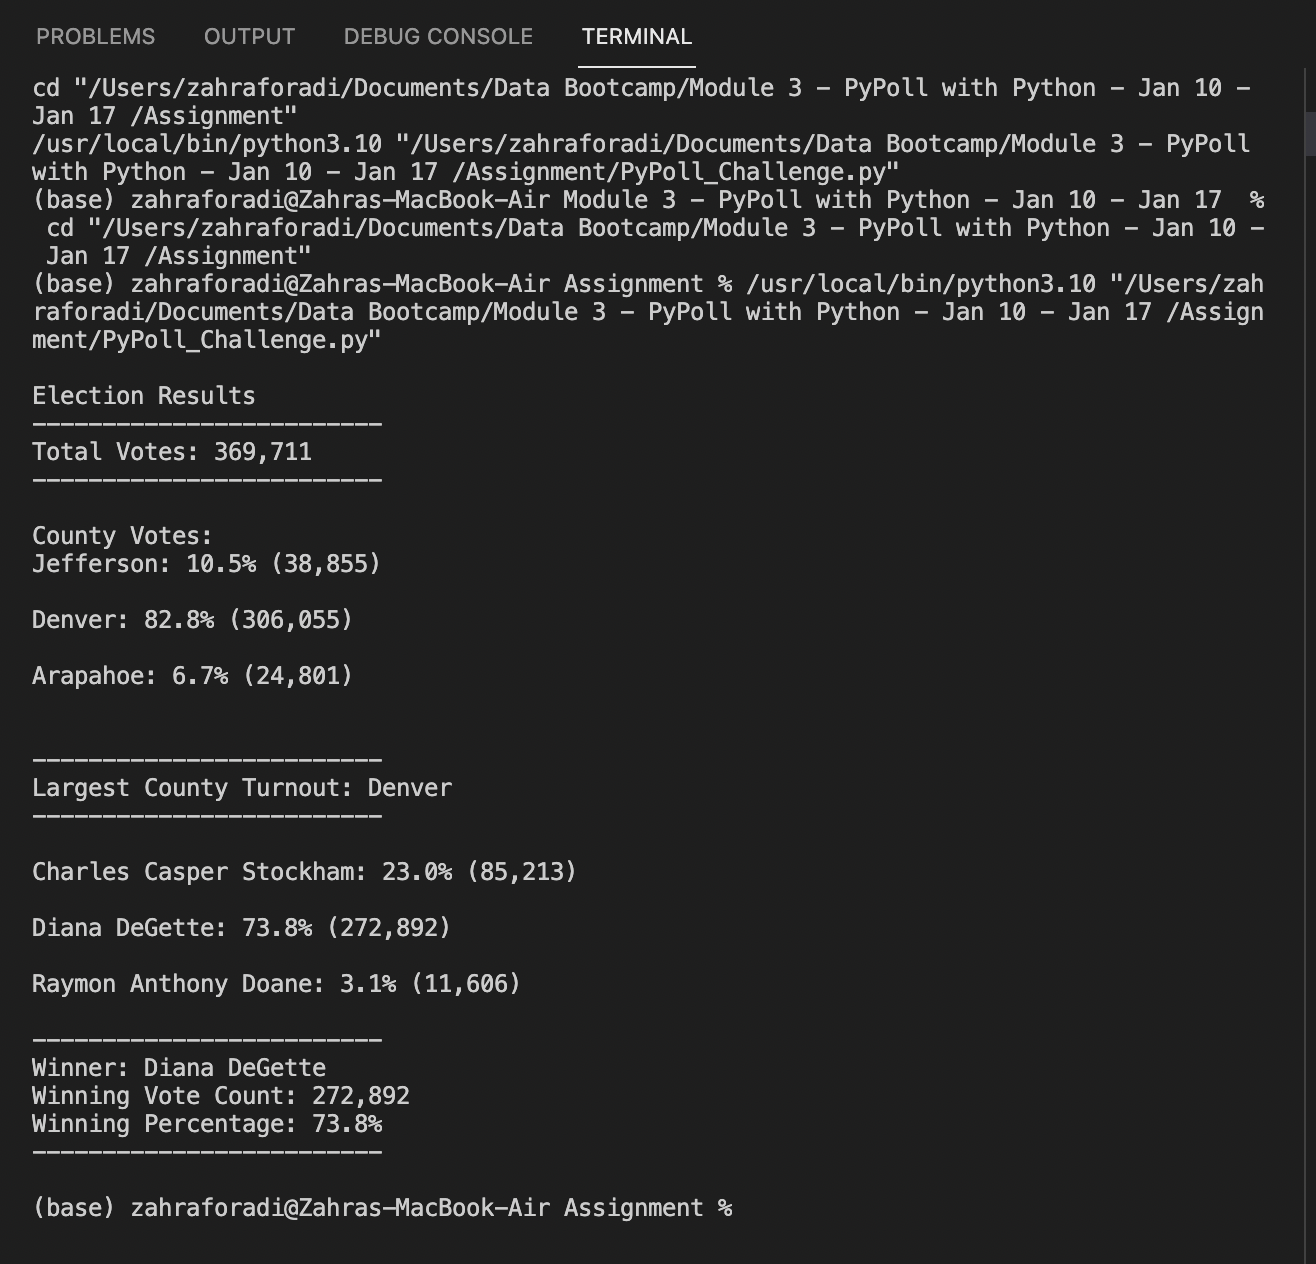 PROBLEMS OUTPUT DEBUG CONSOLE TERMINAL
cd "/Users/zahraforadi/Documents/Data Bootcamp/Module 3 - PyPoll with Python - Jan 10 -
Jan 17 /Assignment"
/usr/local/bin/python3.10 "/Users/zahraforadi/Documents/Data Bootcamp/Module 3 - PyPoll
with Python - Jan 10 - Jan 17 /Assignment/PyPoll_Challenge.py"
(base) zahraforadi@Zahras-MacBook-Air Module 3 - PyPoll with Python - Jan 10 - Jan 17  %
 cd "/Users/zahraforadi/Documents/Data Bootcamp/Module 3 - PyPoll with Python - Jan 10 -
 Jan 17 /Assignment"
(base) zahraforadi@Zahras-MacBook-Air Assignment % /usr/local/bin/python3.10 "/Users/zah
raforadi/Documents/Data Bootcamp/Module 3 - PyPoll with Python - Jan 10 - Jan 17 /Assign
ment/PyPoll_Challenge.py"
Election Results
-------------------------
Total Votes: 369,711
-------------------------
County Votes:
Jefferson: 10.5% (38,855)
Denver: 82.8% (306,055)
Arapahoe: 6.7% (24,801)
-------------------------
Largest County Turnout: Denver
-------------------------
Charles Casper Stockham: 23.0% (85,213)
Diana DeGette: 73.8% (272,892)
Raymon Anthony Doane: 3.1% (11,606)
-------------------------
Winner: Diana DeGette
Winning Vote Count: 272,892
Winning Percentage: 73.8%
-------------------------
(base) zahraforadi@Zahras-MacBook-Air Assignment %